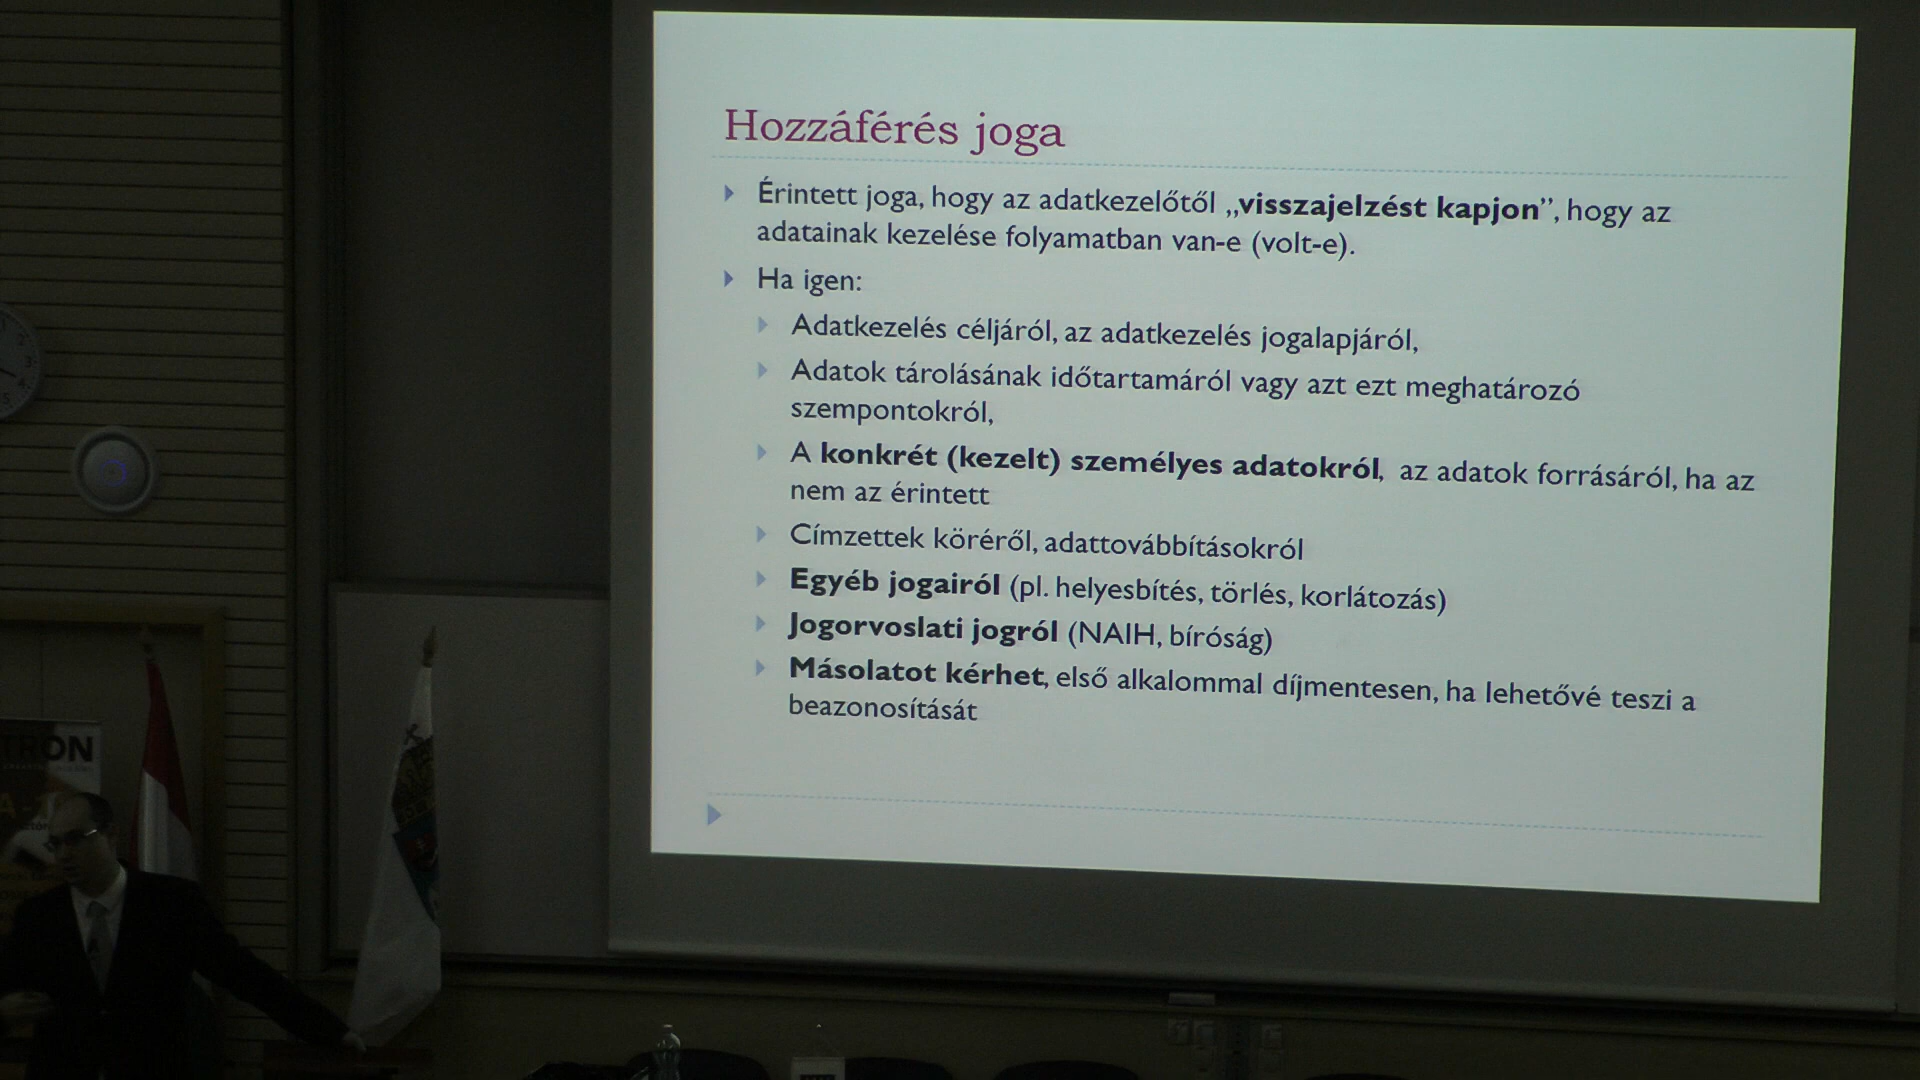 Hozzáférés joga
Érintett joga, hogy az adatkezelőtől „visszajelzést kapjon”, hogy az
adatainak kezelése folyamatban van-e (volt-e).
Ha igen:
Adatkezelés céljáról, az adatkezelés jogalapjáról,
Adatok tárolásának időtartamáról vagy azt ezt meghatározó
szempontokról,
A konkrét (kezelt) személyes adatokról, az adatok forrásáról, ha az
nem az érintett
Címzettek köréről, adattovábbításokról
Egyéb jogairól (pl. helyesbítés, törlés, korlátozás)
Jogorvoslati jogról (NAIH, bíróság)
Másolatot kérhet, első alkalommal díjmentesen, ha lehetővé teszi a
beazonosítását
TRON